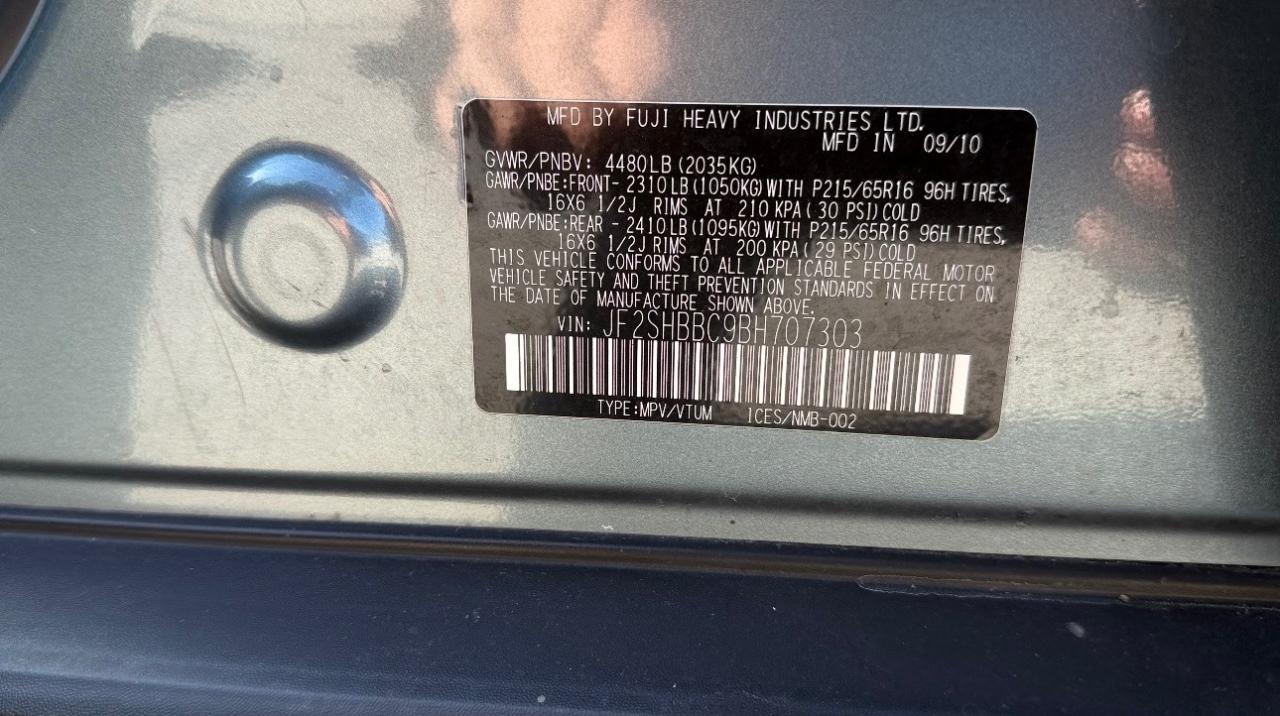 MFD BY FUJI HEAVY INDUSTRIES LTD.
MFD IN 09/10
GVWR/PNBV: 4480LB (2035KG)
GAWR/PNBE:FRONT- 2310LB (1050KG) WITH P215/65R16 96H TIRES,
16X6 1/2J RIMS AT 210 KPA (30 PSI) COLD
GAWR/PNBE:REAR - 2410LB (1095KG) WITH P215/65R16 96H TIRES,
16X6 1/2J RIMS AT 200 KPA (29 PSI) COLD
THIS VEHICLE CONFORMS TO ALL APPLICABLE FEDERAL MOTOR
VEHICLE SAFETY AND THEFT PREVENTION STANDARDS IN EFFECT ON
THE DATE OF MANUFACTURE SHOWN ABOVE.
VIN: JF2SHBBC9BH707303
TYPE:MPV/VTUM ICES/NMB-002